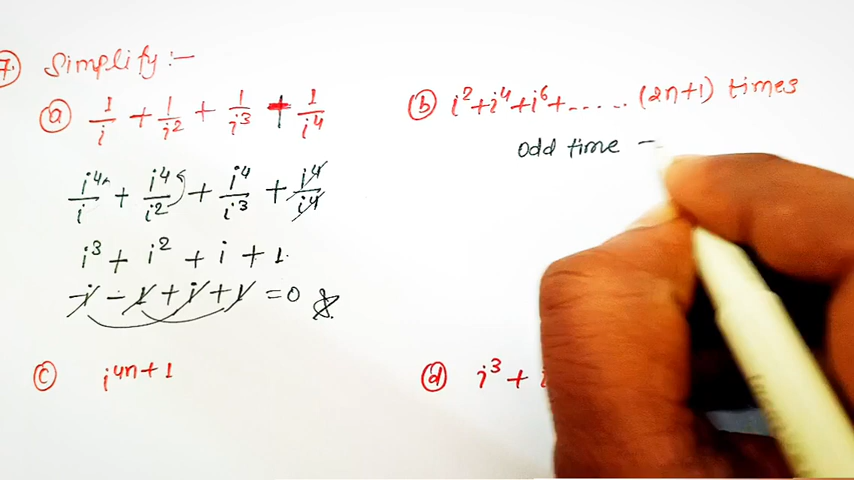 7. Simplify :-
(a) 1/i + 1/i² + 1/i³ + 1/i⁴
i⁴/i + i⁴/i² + i⁴/i³ + i⁴/i⁴
i³ + i² + i + 1
-i - 1 + i + 1 = 0
(b) i² + i⁴ + i⁶ + ..... (2n+1) times
odd time -
(c) i⁴ⁿ + 1
(d) i³ +